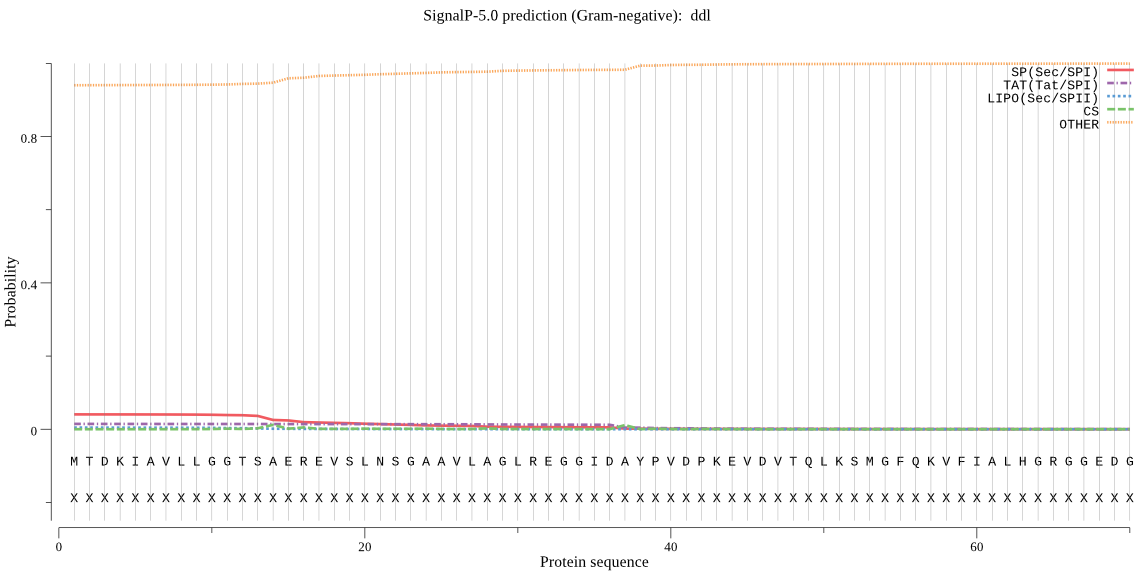 SignalP-5.0 prediction (Gram-negative): ddl
SP(Sec/SPI)
TAT(Tat/SPI)
LIPO(Sec/SPII)
CS
OTHER
0.8
0.4
0
Probability
M T D K I A V L L G G T S A E R E V S L N S G A A V L A G L R E G G I D A Y P V D P K E V D V T Q L K S M G F Q K V F I A L H G R G G E D G
X X X X X X X X X X X X X X X X X X X X X X X X X X X X X X X X X X X X X X X X X X X X X X X X X X X X X X X X X X X X X X X X X X X X X X
0 20 40 60
Protein sequence